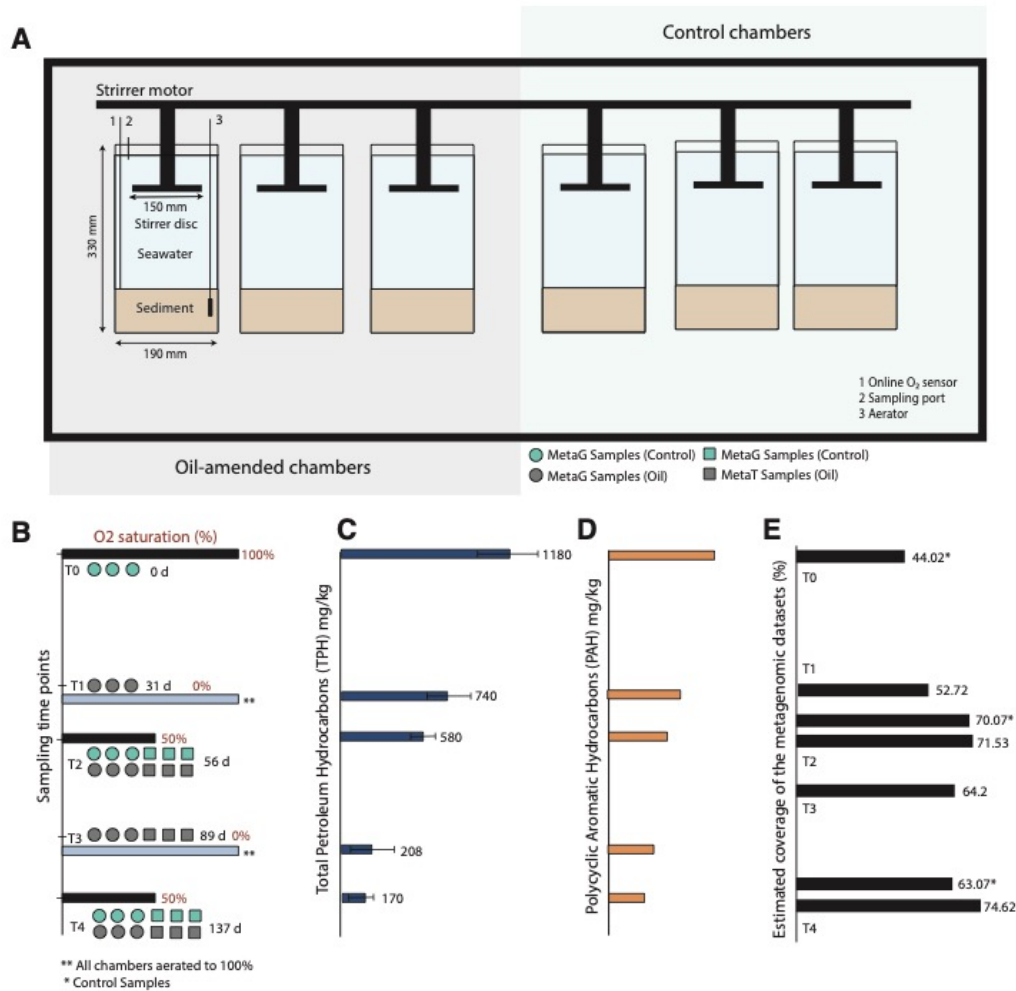 A
Control chambers
Strirrer motor
1 2 3
150 mm
Stirrer disc
330 mm
Seawater
Sediment
190 mm
1 Online O₂ sensor
2 Sampling port
3 Aerator
Oil-amended chambers
MetaG Samples (Control) MetaG Samples (Control)
MetaG Samples (Oil) MetaT Samples (Oil)
B
O2 saturation (%)
Sampling time points
100%
T0 0 d
T1 31 d 0%
**
50%
T2 56 d
T3 89 d 0%
**
50%
T4 137 d
** All chambers aerated to 100%
* Control Samples
C
Total Petroleum Hydrocarbons (TPH) mg/kg
1180
740
580
208
170
D
Polycyclic Aromatic Hydrocarbons (PAH) mg/kg
E
Estimated coverage of the metagenomic datasets (%)
44.02*
T0
T1
52.72
70.07*
71.53
T2
64.2
T3
63.07*
74.62
T4